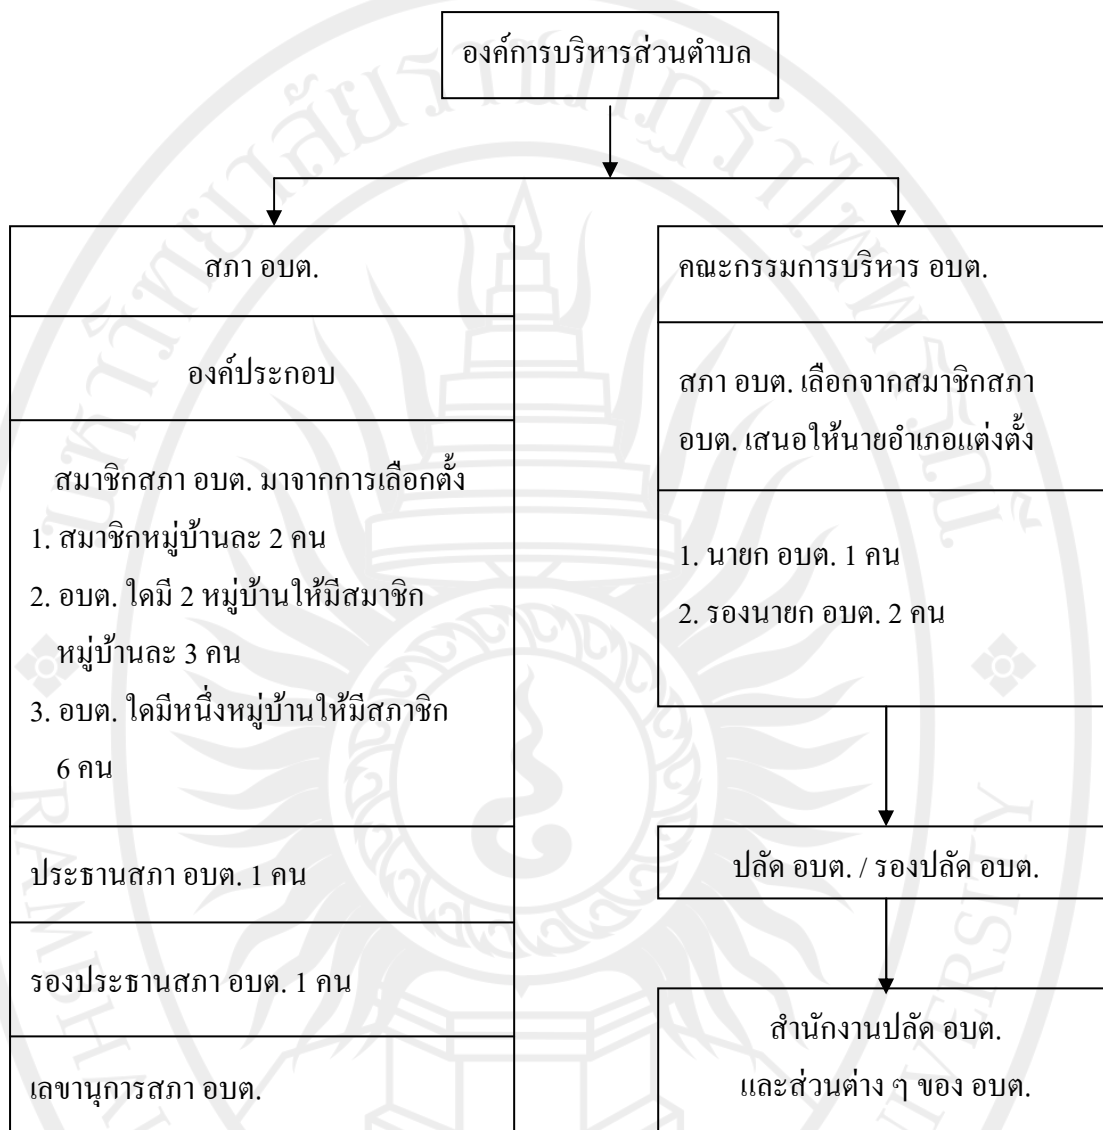 องค์การบริหารส่วนตำบล
สภา อบต.
องค์ประกอบ
สมาชิกสภา อบต. มาจากการเลือกตั้ง
1. สมาชิกหมู่บ้านละ 2 คน
2. อบต. ใดมี 2 หมู่บ้านให้มีสมาชิก
หมู่บ้านละ 3 คน
3. อบต. ใดมีหนึ่งหมู่บ้านให้มีสภาชิก
6 คน
ประธานสภา อบต. 1 คน
รองประธานสภา อบต. 1 คน
เลขานุการสภา อบต.
คณะกรรมการบริหาร อบต.
สภา อบต. เลือกจากสมาชิกสภา
อบต. เสนอให้นายอำเภอแต่งตั้ง
1. นายก อบต. 1 คน
2. รองนายก อบต. 2 คน
ปลัด อบต. / รองปลัด อบต.
สำนักงานปลัด อบต.
และส่วนต่าง ๆ ของ อบต.